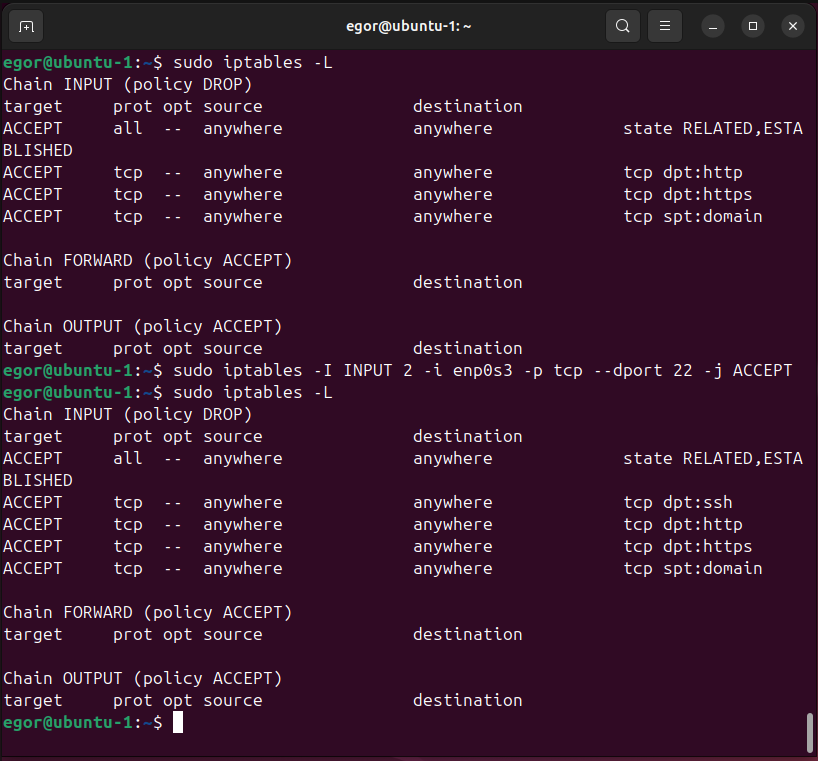 egor@ubuntu-1: ~
egor@ubuntu-1:~$ sudo iptables -L
Chain INPUT (policy DROP)
target     prot opt source               destination
ACCEPT     all  --  anywhere             anywhere             state RELATED,ESTA
BLISHED
ACCEPT     tcp  --  anywhere             anywhere             tcp dpt:http
ACCEPT     tcp  --  anywhere             anywhere             tcp dpt:https
ACCEPT     tcp  --  anywhere             anywhere             tcp spt:domain

Chain FORWARD (policy ACCEPT)
target     prot opt source               destination

Chain OUTPUT (policy ACCEPT)
target     prot opt source               destination
egor@ubuntu-1:~$ sudo iptables -I INPUT 2 -i enp0s3 -p tcp --dport 22 -j ACCEPT
egor@ubuntu-1:~$ sudo iptables -L
Chain INPUT (policy DROP)
target     prot opt source               destination
ACCEPT     all  --  anywhere             anywhere             state RELATED,ESTA
BLISHED
ACCEPT     tcp  --  anywhere             anywhere             tcp dpt:ssh
ACCEPT     tcp  --  anywhere             anywhere             tcp dpt:http
ACCEPT     tcp  --  anywhere             anywhere             tcp dpt:https
ACCEPT     tcp  --  anywhere             anywhere             tcp spt:domain

Chain FORWARD (policy ACCEPT)
target     prot opt source               destination

Chain OUTPUT (policy ACCEPT)
target     prot opt source               destination
egor@ubuntu-1:~$